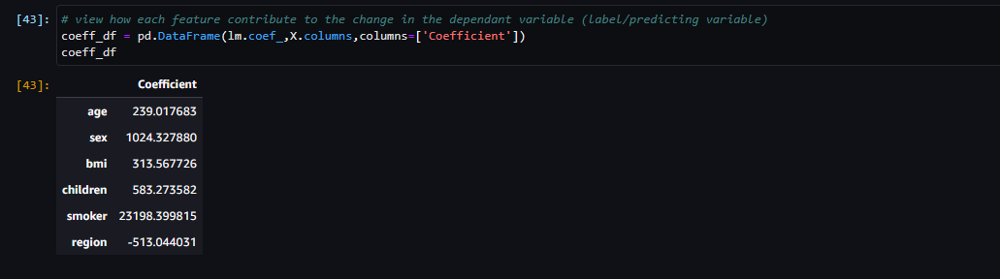 [43]: # view how each feature contribute to the change in the dependant variable (label/predicting variable)
coeff_df = pd.DataFrame(lm.coef_,X.columns,columns=['Coefficient'])
coeff_df
[43]:
Coefficient
age 239.017683
sex 1024.327880
bmi 313.567726
children 583.273582
smoker 23198.399815
region -513.044031